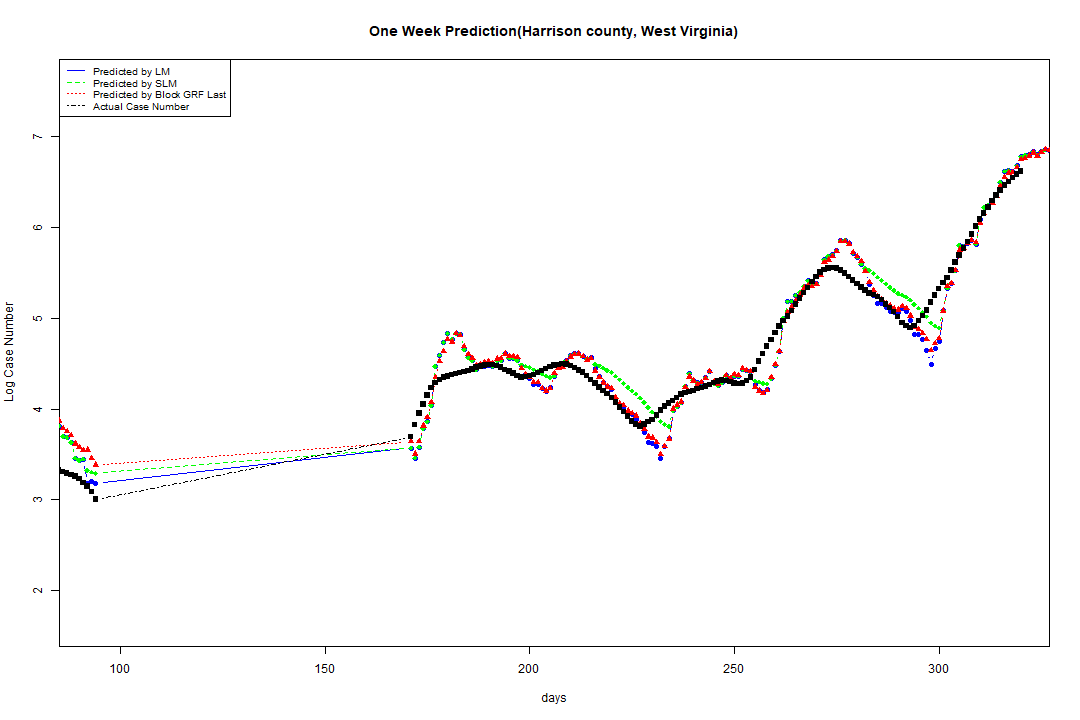 One Week Prediction(Harrison county, West Virginia)
Predicted by LM
Predicted by SLM
Predicted by Block GRF Last
Actual Case Number
Log Case Number
7
6
5
4
3
2
100 150 200 250 300
days